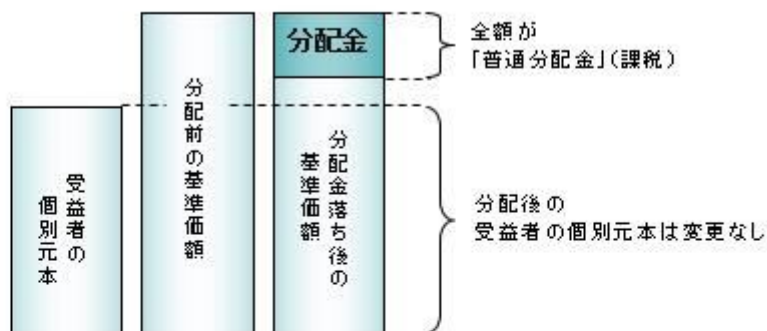 受益者の
個別元本
分配前の基準価額
分配金
分配金落ち後の
基準価額
全額が
「普通分配金」(課税)
分配後の
受益者の個別元本は変更なし